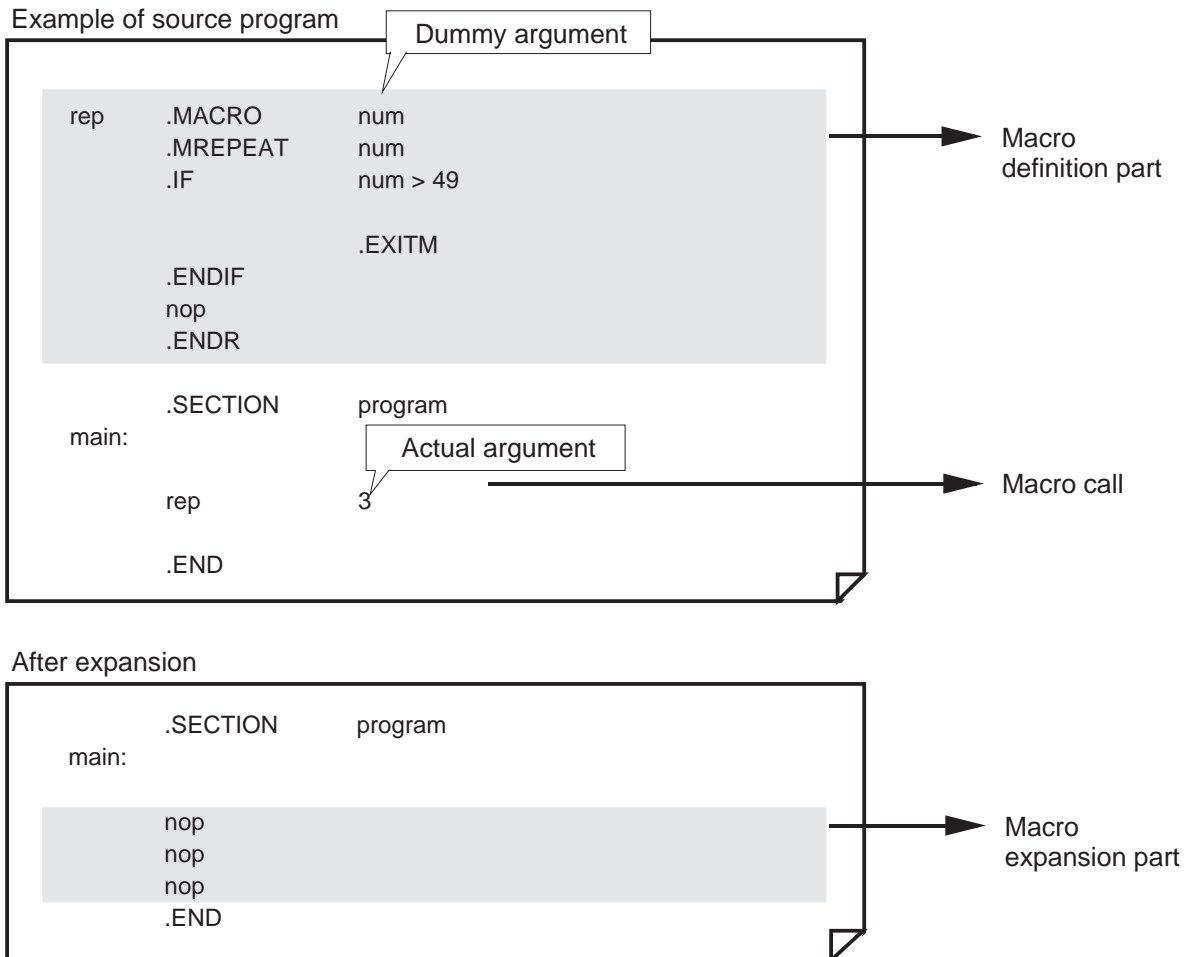 Example of source program
Dummy argument
rep .MACRO num
.MREPEAT num
.IF num > 49
.EXITM
.ENDIF
nop
.ENDR
Macro
definition part
.SECTION program
main:
Actual argument
rep 3
Macro call
.END
After expansion
.SECTION program
main:
nop
nop
nop
.END
Macro
expansion part